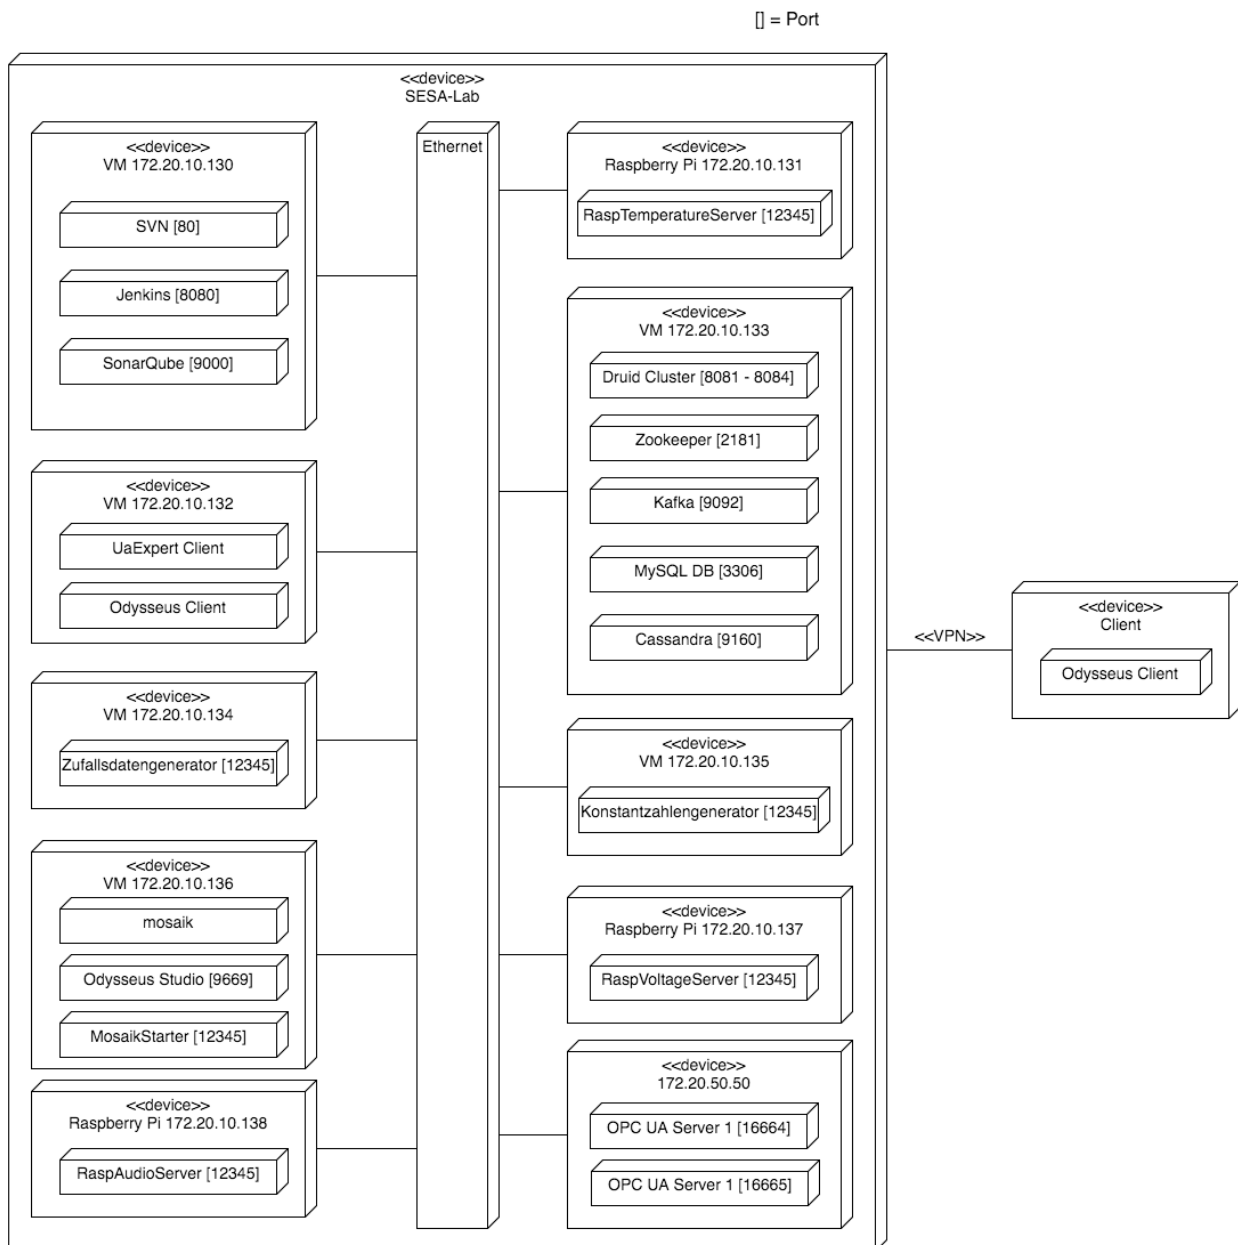 [] = Port
<<device>>
SESA-Lab
<<device>>
VM 172.20.10.130
SVN [80]
Jenkins [8080]
SonarQube [9000]
<<device>>
VM 172.20.10.132
UaExpert Client
Odysseus Client
<<device>>
VM 172.20.10.134
Zufallsdatengenerator [12345]
<<device>>
VM 172.20.10.136
mosaik
Odysseus Studio [9669]
MosaikStarter [12345]
<<device>>
Raspberry Pi 172.20.10.138
RaspAudioServer [12345]
Ethernet
<<device>>
Raspberry Pi 172.20.10.131
RaspTemperatureServer [12345]
<<device>>
VM 172.20.10.133
Druid Cluster [8081 - 8084]
Zookeeper [2181]
Kafka [9092]
MySQL DB [3306]
Cassandra [9160]
<<device>>
VM 172.20.10.135
Konstantzahlengenerator [12345]
<<device>>
Raspberry Pi 172.20.10.137
RaspVoltageServer [12345]
<<device>>
172.20.50.50
OPC UA Server 1 [16664]
OPC UA Server 1 [16665]
<<VPN>>
<<device>>
Client
Odysseus Client